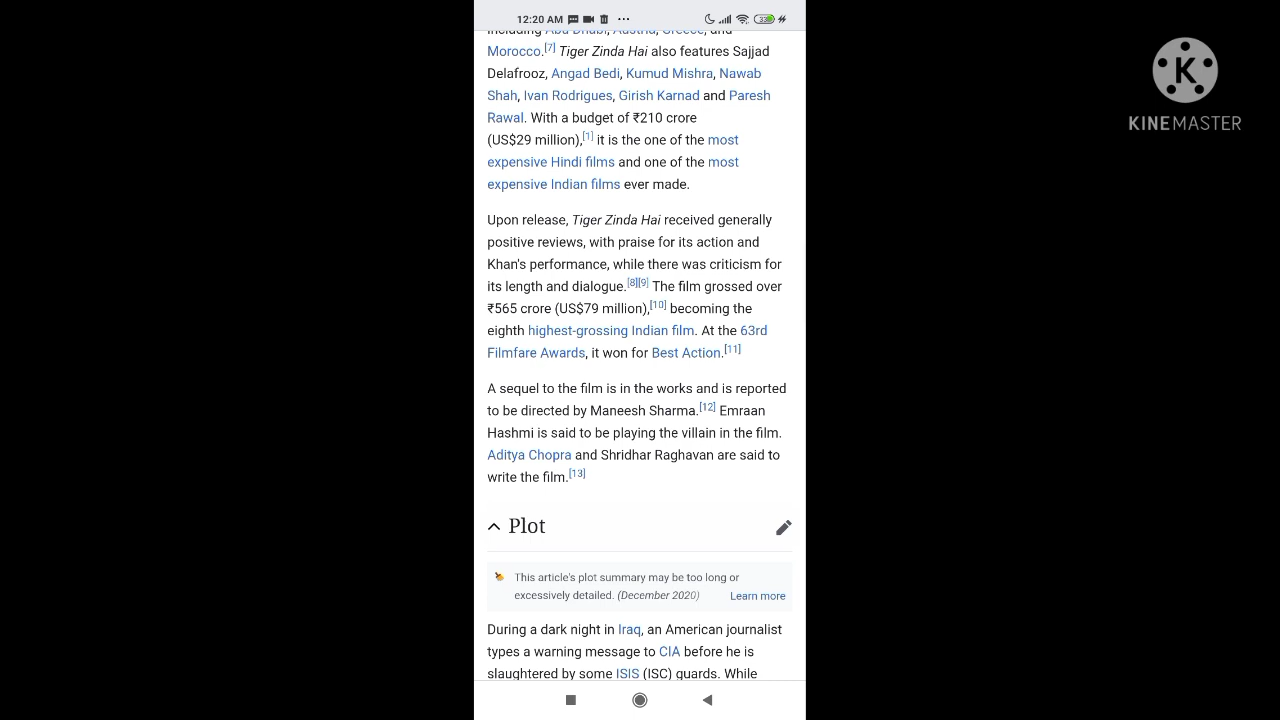 12:20 AM
33
including Abu Dhabi, Austria, Greece, and
Morocco.[7] Tiger Zinda Hai also features Sajjad
Delafrooz, Angad Bedi, Kumud Mishra, Nawab
Shah, Ivan Rodrigues, Girish Karnad and Paresh
Rawal. With a budget of ₹210 crore
(US$29 million),[1] it is the one of the most
expensive Hindi films and one of the most
expensive Indian films ever made.
Upon release, Tiger Zinda Hai received generally
positive reviews, with praise for its action and
Khan's performance, while there was criticism for
its length and dialogue.[8][9] The film grossed over
₹565 crore (US$79 million),[10] becoming the
eighth highest-grossing Indian film. At the 63rd
Filmfare Awards, it won for Best Action.[11]
A sequel to the film is in the works and is reported
to be directed by Maneesh Sharma.[12] Emraan
Hashmi is said to be playing the villain in the film.
Aditya Chopra and Shridhar Raghavan are said to
write the film.[13]
Plot
This article's plot summary may be too long or
excessively detailed. (December 2020) Learn more
During a dark night in Iraq, an American journalist
types a warning message to CIA before he is
slaughtered by some ISIS (ISC) guards. While
K
KINEMASTER